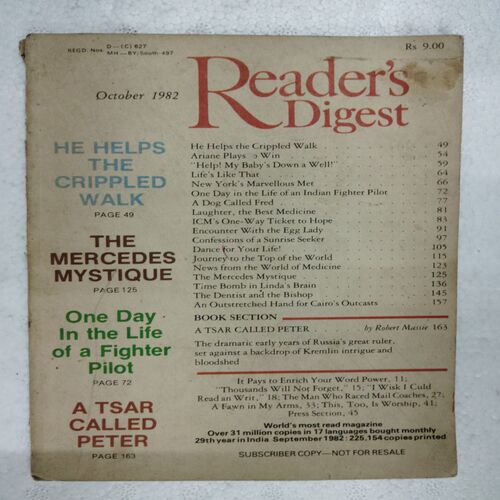 REGD. Nos. D—(C) 627
MH—BY/South-497
Rs 9.00
October 1982
Reader's
Digest
HE HELPS
THE
CRIPPLED
WALK
PAGE 49
THE
MERCEDES
MYSTIQUE
PAGE 125
One Day
In the Life
of a Fighter
Pilot
PAGE 72
A TSAR
CALLED
PETER
PAGE 163
He Helps the Crippled Walk 49
Ariane Plays o Win 54
"Help! My Baby's Down a Well!" 59
Life's Like That 64
New York's Marvellous Met 66
One Day in the Life of an Indian Fighter Pilot 72
A Dog Called Fred 77
Laughter, the Best Medicine 81
ICM's One-Way Ticket to Hope 83
Encounter With the Egg Lady 91
Confessions of a Sunrise Seeker 97
Dance for Your Life! 105
Journey to the Top of the World 115
News from the World of Medicine 123
The Mercedes Mystique 125
Time Bomb in Linda's Brain 136
The Dentist and the Bishop 145
An Outstretched Hand for Cairo's Outcasts 157
BOOK SECTION
A TSAR CALLED PETER by Robert Massie 163
The dramatic early years of Russia's great ruler,
set against a backdrop of Kremlin intrigue and
bloodshed
It Pays to Enrich Your Word Power, 11;
"Thousands Will Not Forget," 15; "I Wisk I Culd
Read an Writ," 18; The Man Who Raced Mail Coaches, 27;
A Fawn in My Arms, 33; This, Too, Is Worship, 41;
Press Section, 45
World's most read magazine
Over 31 million copies in 17 languages bought monthly
29th year in India September 1982: 225,154 copies printed
SUBSCRIBER COPY—NOT FOR RESALE